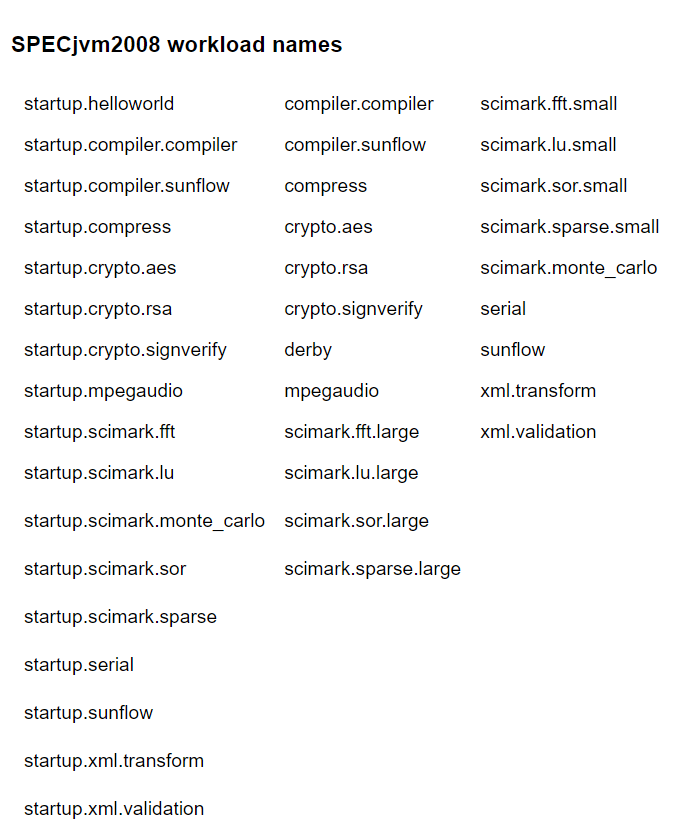 SPECjvm2008 workload names
startup.helloworld compiler.compiler scimark.fft.small
startup.compiler.compiler compiler.sunflow scimark.lu.small
startup.compiler.sunflow compress scimark.sor.small
startup.compress crypto.aes scimark.sparse.small
startup.crypto.aes crypto.rsa scimark.monte_carlo
startup.crypto.rsa crypto.signverify serial
startup.crypto.signverify derby sunflow
startup.mpegaudio mpegaudio xml.transform
startup.scimark.fft scimark.fft.large xml.validation
startup.scimark.lu scimark.lu.large
startup.scimark.monte_carlo scimark.sor.large
startup.scimark.sor scimark.sparse.large
startup.scimark.sparse
startup.serial
startup.sunflow
startup.xml.transform
startup.xml.validation